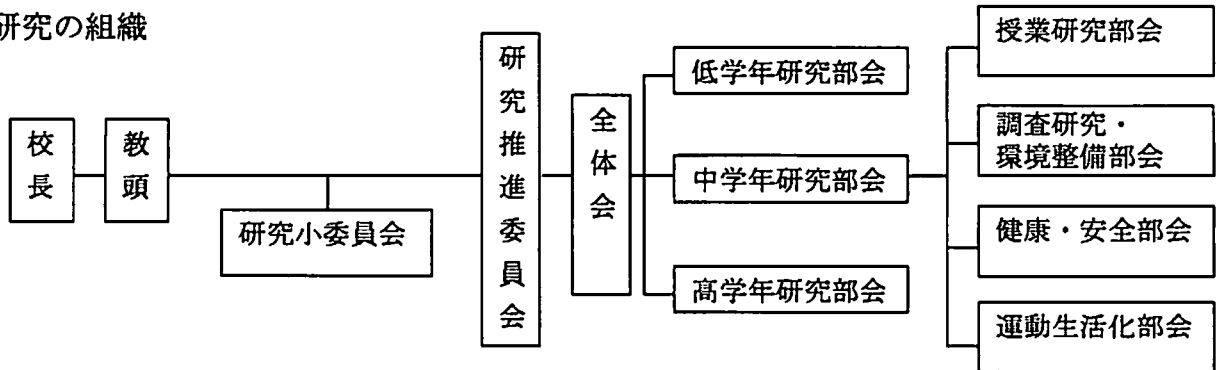 研究の組織
校長
教頭
研究小委員会
研究推進委員会
全体会
低学年研究部会
中学年研究部会
高学年研究部会
授業研究部会
調査研究・
環境整備部会
健康・安全部会
運動生活化部会